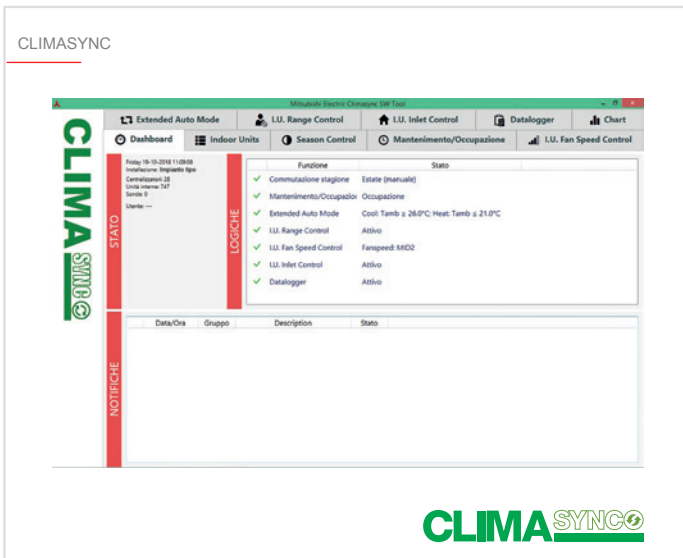 CLIMASYNC
Mitsubishi Electric Climasync SW Tool
Extended Auto Mode I.U. Range Control I.U. Inlet Control Datalogger Chart
Dashboard Indoor Units Season Control Mantenimento/Occupazione I.U. Fan Speed Control
CLIMA SYNC
STATO
Friday 19-10-2018 11:08:08
Installazione: Impianto tipo
Centralizzatori: 28
Unità interne: 747
Sonde: 0
Utente: ---
LOGICHE
Funzione Stato
Commutazione stagione Estate (manuale)
Mantenimento/Occupazior Occupazione
Extended Auto Mode Cool: Tamb ≥ 26.0°C; Heat: Tamb ≤ 21.0°C
I.U. Range Control Attivo
I.U. Fan Speed Control Fanspeed: MID2
I.U. Inlet Control Attivo
Datalogger Attivo
NOTIFICHE
Data/Ora Gruppo Description Stato
CLIMA SYNC